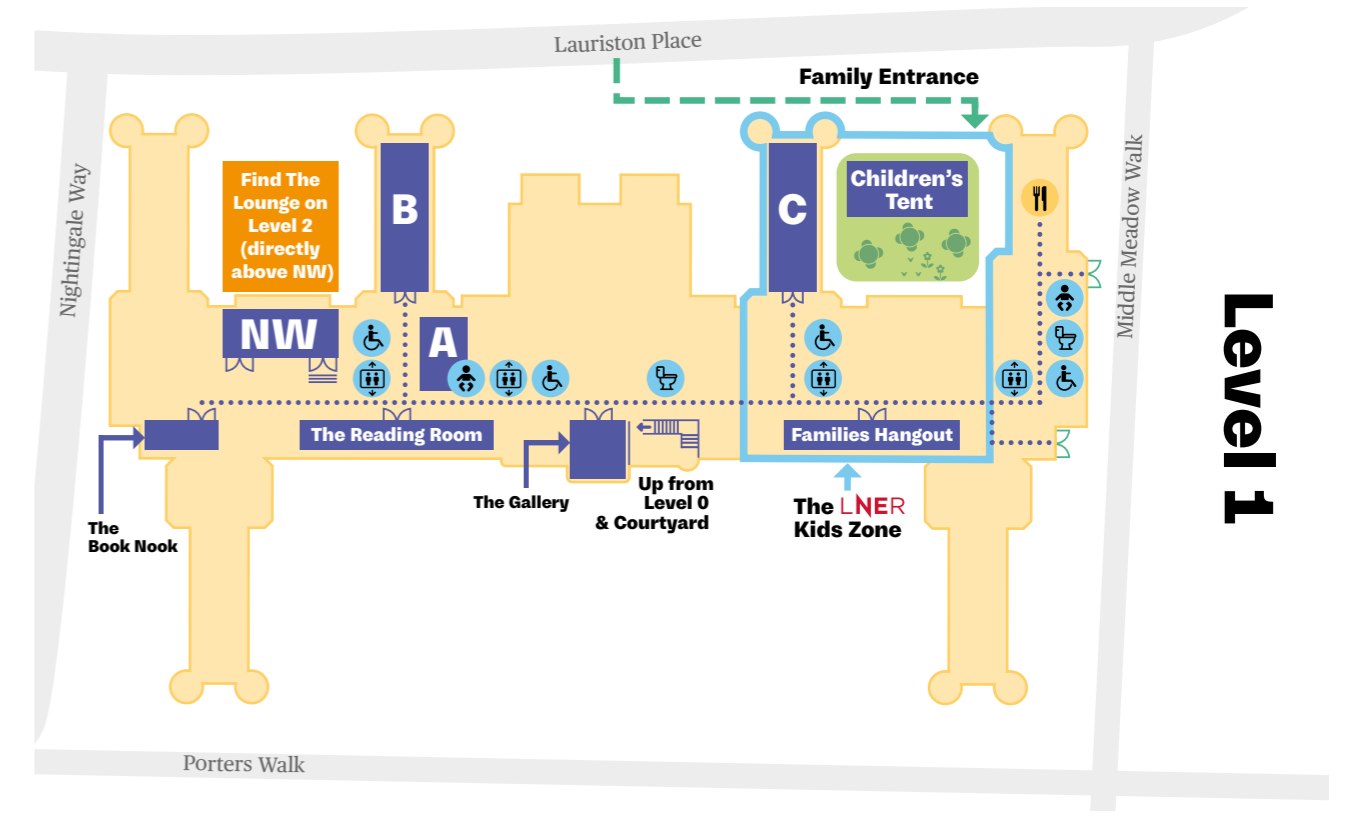 Lauriston Place
Family Entrance
Nightingale Way
Middle Meadow Walk
Find The
Lounge on
Level 2
(directly
above NW)
B
C
Children's
Tent
NW
A
The Reading Room
Families Hangout
The Gallery
Up from
Level 0
& Courtyard
The LNER
Kids Zone
The
Book Nook
Level 1
Porters Walk